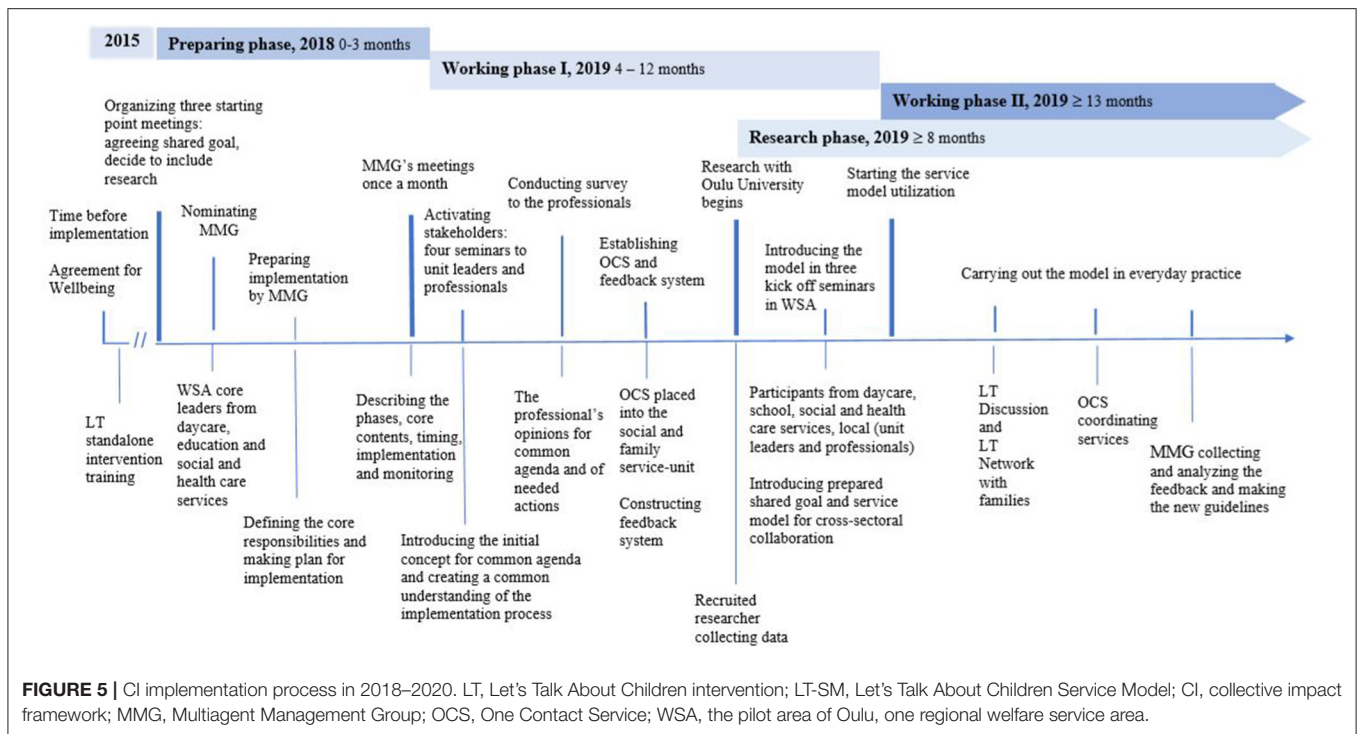 2015
Preparing phase, 2018 0-3 months
Working phase I, 2019 4 – 12 months
Working phase II, 2019 ≥ 13 months
Research phase, 2019 ≥ 8 months
Time before
implementation
Agreement for
Wellbeing
Organizing three starting
point meetings:
agreeing shared goal,
decide to include
research
Nominating
MMG
Preparing
implementation
by MMG
MMG's meetings
once a month
Activating
stakeholders:
four seminars to
unit leaders and
professionals
Conducting survey
to the professionals
Establishing
OCS and
feedback system
Research with
Oulu University
begins
Introducing the
model in three
kick off seminars
in WSA
Starting the service
model utilization
Carrying out the model in everyday practice
//
LT
standalone
intervention
training
WSA core
leaders from
daycare,
education and
social and
health care
services
Defining the core
responsibilities and
making plan for
implementation
Describing the
phases, core
contents, timing,
implementation
and monitoring
Introducing the initial
concept for common agenda
and creating a common
understanding of the
implementation process
The
professional's
opinions for
common
agenda and of
needed
actions
OCS placed
into the
social and
family
service-unit
Constructing
feedback
system
Recruited
researcher
collecting data
Participants from daycare,
school, social and health
care services, local (unit
leaders and professionals)
Introducing prepared
shared goal and service
model for cross-sectoral
collaboration
LT
Discussion
and
LT
Network
with
families
OCS
coordinating
services
MMG collecting
and analyzing the
feedback and making
the new guidelines
FIGURE 5 | CI implementation process in 2018–2020. LT, Let's Talk About Children intervention; LT-SM, Let's Talk About Children Service Model; CI, collective impact
framework; MMG, Multiagent Management Group; OCS, One Contact Service; WSA, the pilot area of Oulu, one regional welfare service area.